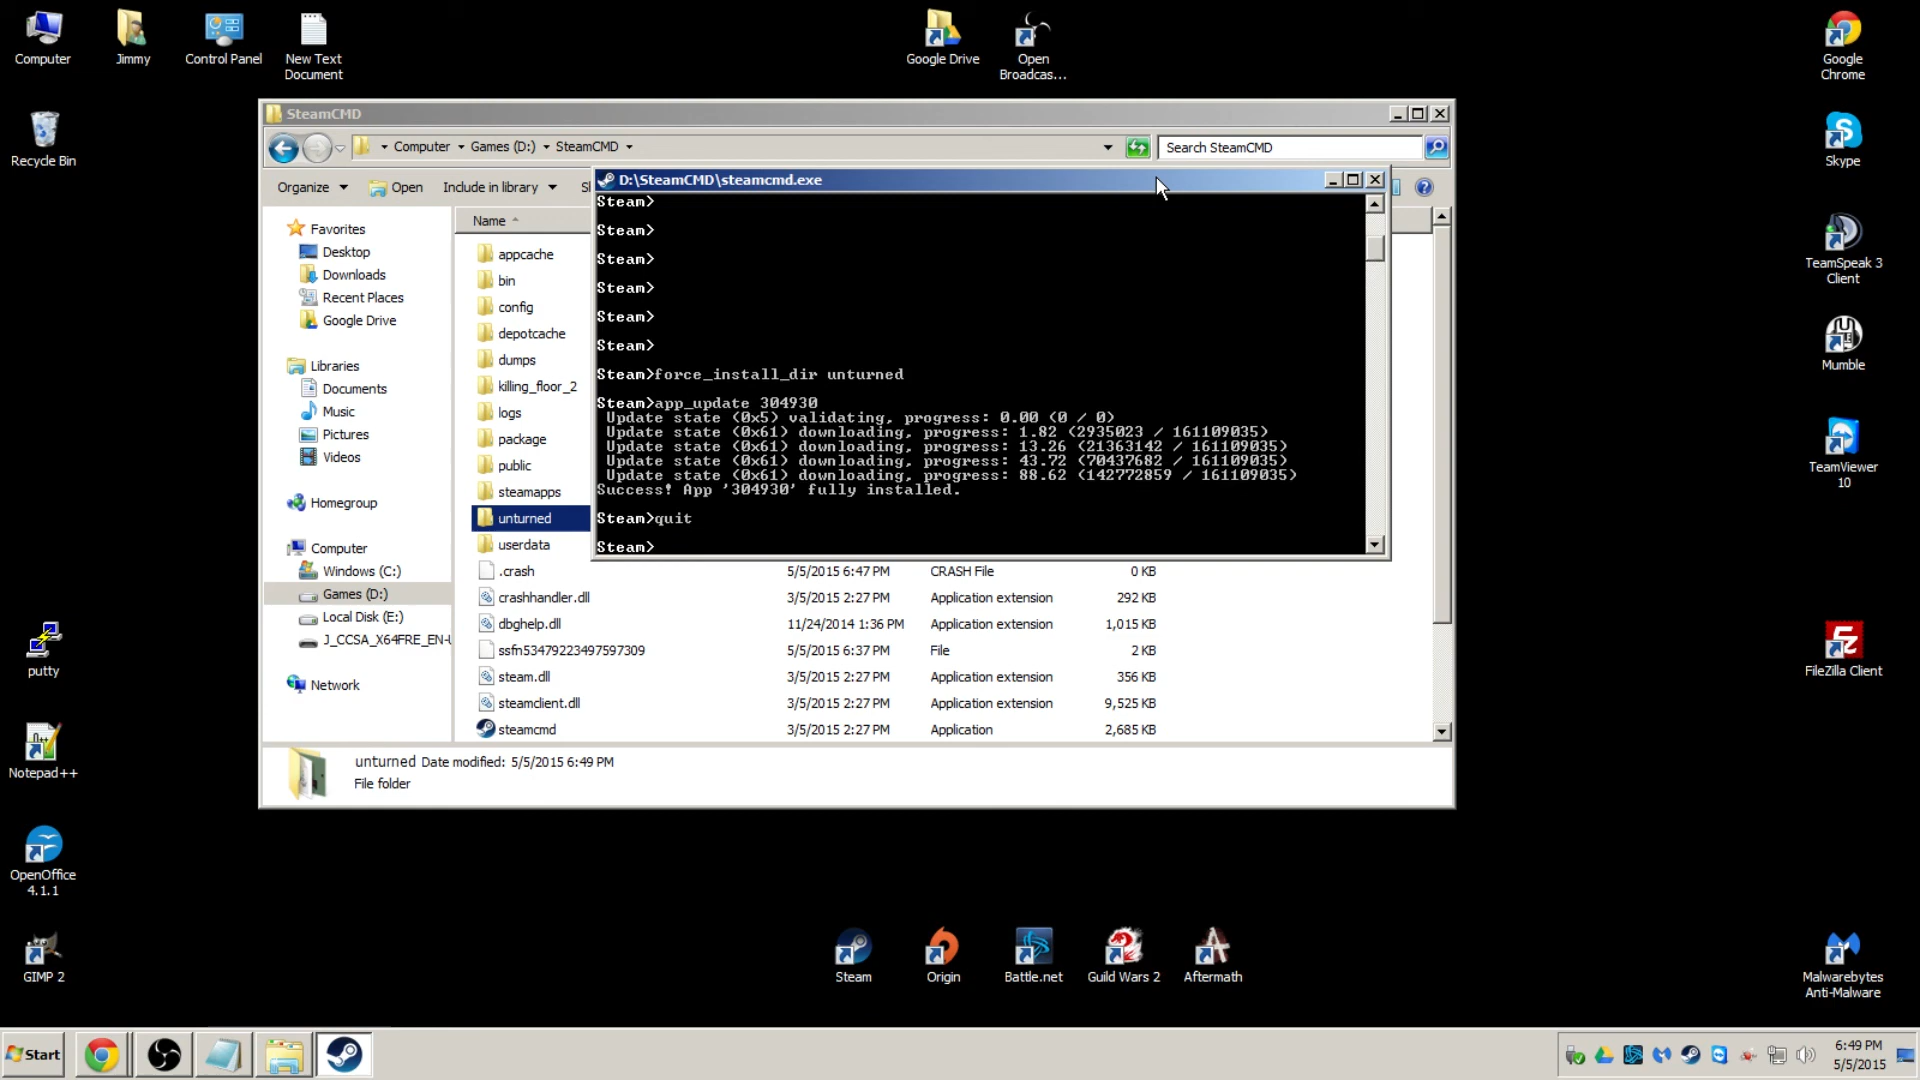 Computer
Jimmy
Control Panel
New Text
Document
Google Drive
Open
Broadcas...
Google
Chrome
Recycle Bin
Skype
TeamSpeak 3
Client
Mumble
TeamViewer
10
FileZilla Client
Malwarebytes
Anti-Malware
putty
Notepad++
OpenOffice
4.1.1
GIMP 2
SteamCMD
Computer Games (D:) SteamCMD
Search SteamCMD
Organize Open Include in library
Favorites
Desktop
Downloads
Recent Places
Google Drive
Libraries
Documents
Music
Pictures
Videos
Homegroup
Computer
Windows (C:)
Games (D:)
Local Disk (E:)
J_CCSA_X64FRE_EN-U
Network
Name
appcache
bin
config
depotcache
dumps
killing_floor_2
logs
package
public
steamapps
unturned
userdata
.crash 5/5/2015 6:47 PM CRASH File 0 KB
crashhandler.dll 3/5/2015 2:27 PM Application extension 292 KB
dbghelp.dll 11/24/2014 1:36 PM Application extension 1,015 KB
ssfn53479223497597309 5/5/2015 6:37 PM File 2 KB
steam.dll 3/5/2015 2:27 PM Application extension 356 KB
steamclient.dll 3/5/2015 2:27 PM Application extension 9,525 KB
steamcmd 3/5/2015 2:27 PM Application 2,685 KB
unturned Date modified: 5/5/2015 6:49 PM
File folder
D:\SteamCMD\steamcmd.exe
Steam>
Steam>
Steam>
Steam>
Steam>
Steam>
Steam>force_install_dir unturned
Steam>app_update 304930
Update state (0x5) validating, progress: 0.00 (0 / 0)
Update state (0x61) downloading, progress: 1.82 (2935023 / 161109035)
Update state (0x61) downloading, progress: 13.26 (21363142 / 161109035)
Update state (0x61) downloading, progress: 43.72 (70437682 / 161109035)
Update state (0x61) downloading, progress: 88.62 (142772859 / 161109035)
Success! App '304930' fully installed.
Steam>quit
Steam>
Steam
Origin
Battle.net
Guild Wars 2
Aftermath
Start
6:49 PM
5/5/2015